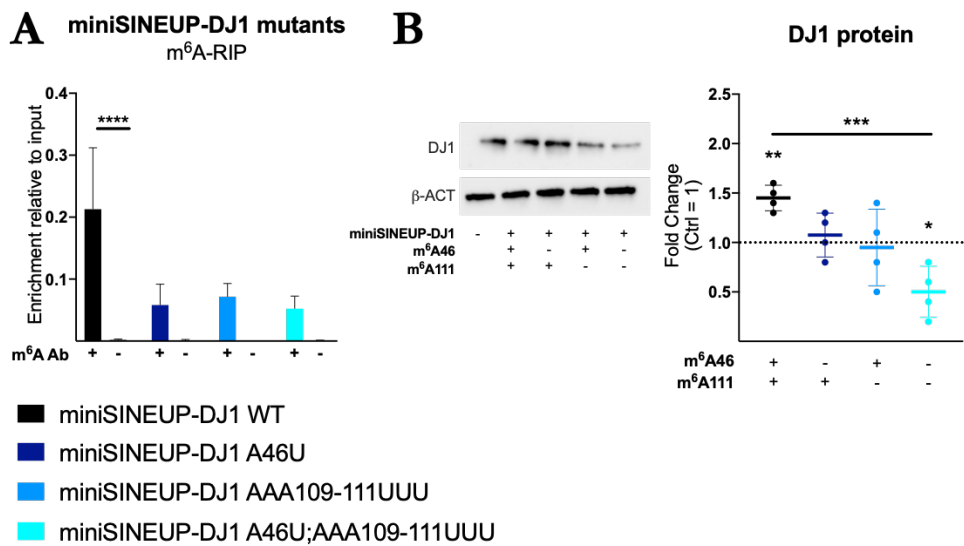 A
miniSINEUP-DJ1 mutants
m⁶A-RIP
Enrichment relative to input
0.4
0.3
0.2
0.1
****
m⁶A Ab + - + - + - + -
miniSINEUP-DJ1 WT
miniSINEUP-DJ1 A46U
miniSINEUP-DJ1 AAA109-111UUU
miniSINEUP-DJ1 A46U;AAA109-111UUU
B
DJ1
β-ACT
miniSINEUP-DJ1 - + + + +
m⁶A46 + - + -
m⁶A111 + + - -
DJ1 protein
Fold Change
(Ctrl = 1)
2.5
2.0
1.5
1.0
0.5
***
**
*
m⁶A46 + - + -
m⁶A111 + + - -